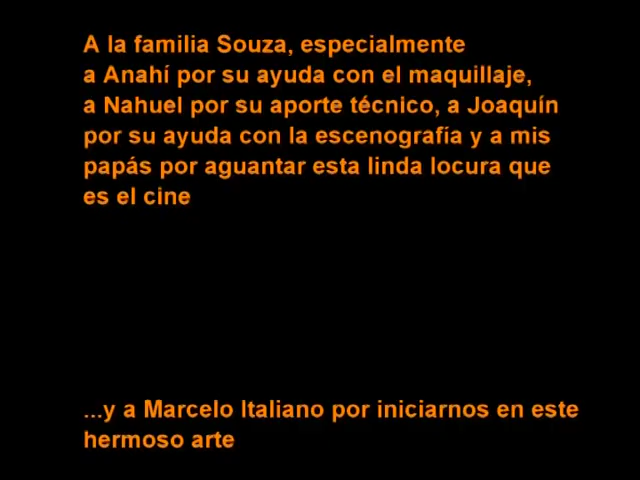 A la familia Souza, especialmente
a Anahí por su ayuda con el maquillaje,
a Nahuel por su aporte técnico, a Joaquín
por su ayuda con la escenografía y a mis
papás por aguantar esta linda locura que
es el cine
...y a Marcelo Italiano por iniciarnos en este
hermoso arte